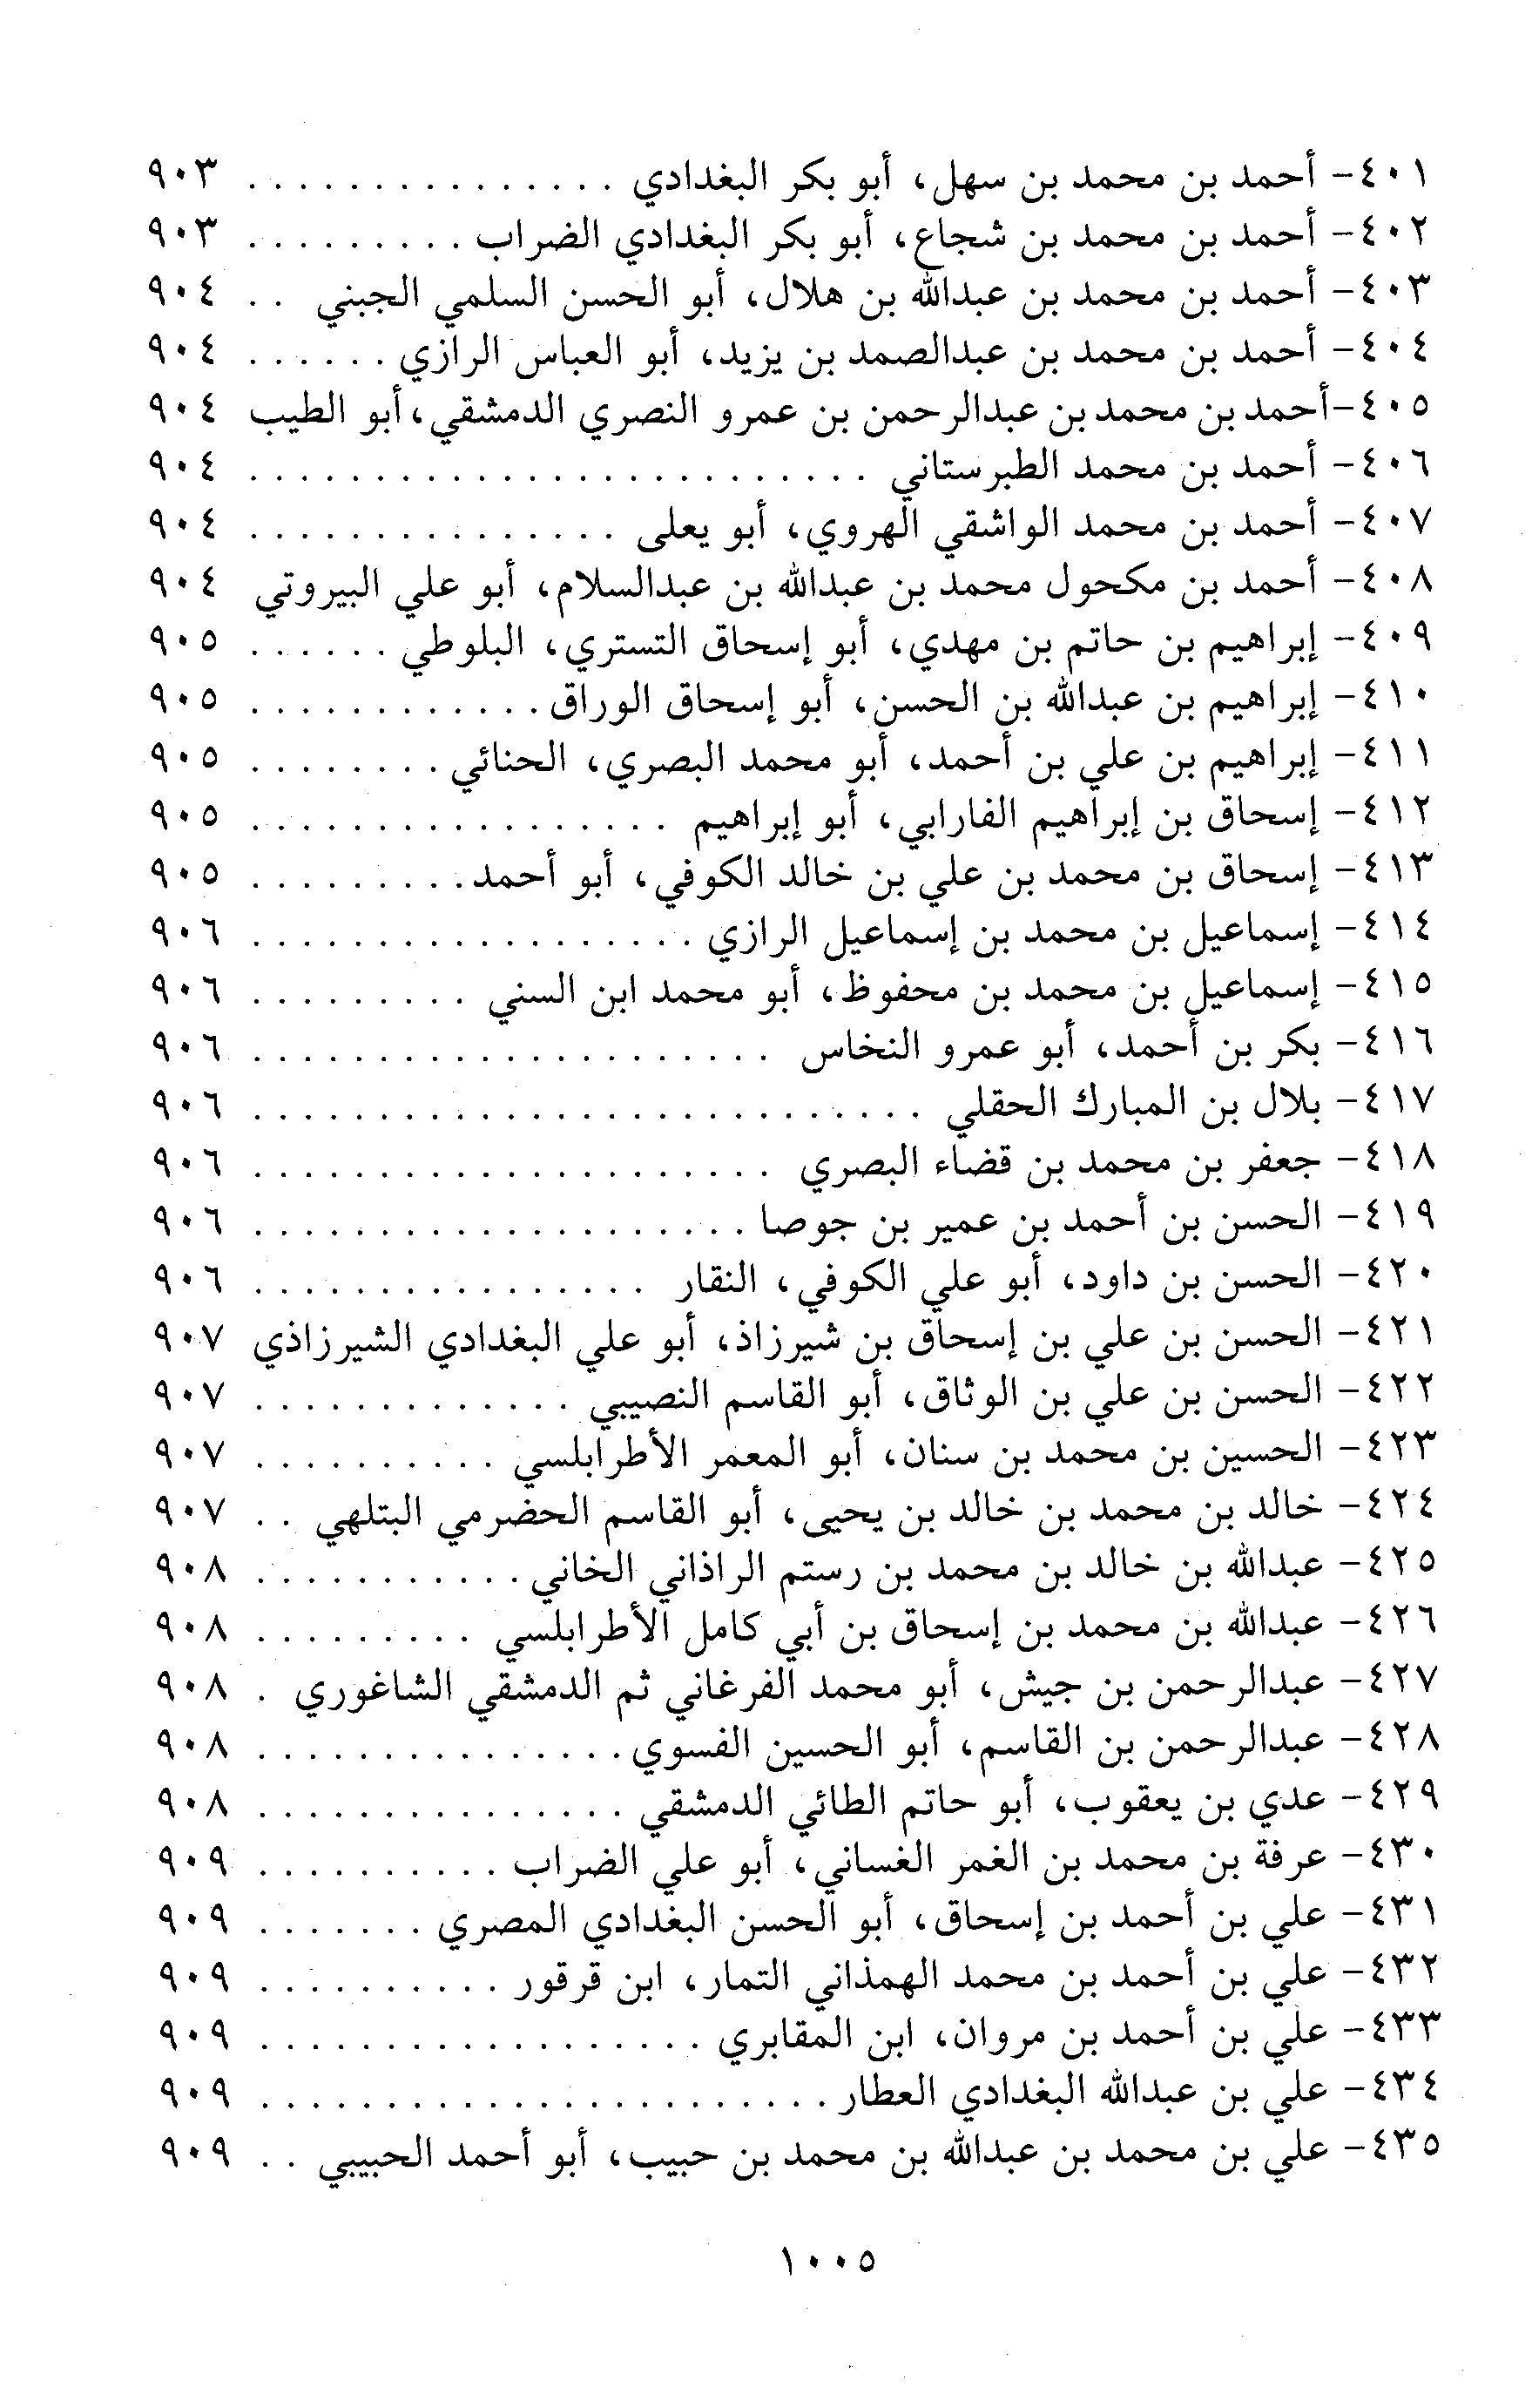 ٤٠١- أحمد بن محمد بن سهل، أبو بكر البغدادي . . . . . . . . . . . . . . . ٩٠٣
٤٠٢- أحمد بن محمد بن شجاع، أبو بكر البغدادي الضراب . . . . . . . . . ٩٠٣
٤٠٣- أحمد بن محمد بن عبدالله بن هلال، أبو الحسن السلمي الجبني . . ٩٠٤
٤٠٤- أحمد بن محمد بن عبدالصمد بن يزيد، أبو العباس الرازي . . . . . . ٩٠٤
٤٠٥- أحمد بن محمد بن عبدالرحمن بن عمرو النصري الدمشقي، أبو الطيب ٩٠٤
٤٠٦- أحمد بن محمد الطبرستاني . . . . . . . . . . . . . . . . . . . . . . . . . ٩٠٤
٤٠٧- أحمد بن محمد الواشقي الهروي، أبو يعلى . . . . . . . . . . . . . . . ٩٠٤
٤٠٨- أحمد بن مكحول محمد بن عبدالله بن عبدالسلام، أبو علي البيروتي ٩٠٤
٤٠٩- إبراهيم بن حاتم بن مهدي، أبو إسحاق التستري، البلوطي . . . . . . ٩٠٥
٤١٠- إبراهيم بن عبدالله بن الحسن، أبو إسحاق الوراق . . . . . . . . . . . . ٩٠٥
٤١١- إبراهيم بن علي بن أحمد، أبو محمد البصري، الحنائي . . . . . . . . ٩٠٥
٤١٢- إسحاق بن إبراهيم الفارابي، أبو إبراهيم . . . . . . . . . . . . . . . . . ٩٠٥
٤١٣- إسحاق بن محمد بن علي بن خالد الكوفي، أبو أحمد . . . . . . . . . ٩٠٥
٤١٤- إسماعيل بن محمد بن إسماعيل الرازي . . . . . . . . . . . . . . . . . . ٩٠٦
٤١٥- إسماعيل بن محمد بن محفوظ، أبو محمد ابن السني . . . . . . . . . ٩٠٦
٤١٦- بكر بن أحمد، أبو عمرو النخاس . . . . . . . . . . . . . . . . . . . . . ٩٠٦
٤١٧- بلال بن المبارك الحقلي . . . . . . . . . . . . . . . . . . . . . . . . . . . ٩٠٦
٤١٨- جعفر بن محمد بن قضاء البصري . . . . . . . . . . . . . . . . . . . . . ٩٠٦
٤١٩- الحسن بن أحمد بن عمير بن جوصا . . . . . . . . . . . . . . . . . . . . ٩٠٦
٤٢٠- الحسن بن داود، أبو علي الكوفي، النقار . . . . . . . . . . . . . . . . ٩٠٦
٤٢١- الحسن بن علي بن إسحاق بن شيرزاذ، أبو علي البغدادي الشيرزاذي ٩٠٧
٤٢٢- الحسن بن علي بن الوثاق، أبو القاسم النصيبي . . . . . . . . . . . . . ٩٠٧
٤٢٣- الحسين بن محمد بن سنان، أبو المعمر الأطرابلسي . . . . . . . . . . ٩٠٧
٤٢٤- خالد بن محمد بن خالد بن يحيى، أبو القاسم الحضرمي البتلهي . . ٩٠٧
٤٢٥- عبدالله بن خالد بن محمد بن رستم الراذاني الخاني . . . . . . . . . . . ٩٠٨
٤٢٦- عبدالله بن محمد بن إسحاق بن أبي كامل الأطرابلسي . . . . . . . . . ٩٠٨
٤٢٧- عبدالرحمن بن جيش، أبو محمد الفرغاني ثم الدمشقي الشاغوري . ٩٠٨
٤٢٨- عبدالرحمن بن القاسم، أبو الحسين الفسوي . . . . . . . . . . . . . . . ٩٠٨
٤٢٩- عدي بن يعقوب، أبو حاتم الطائي الدمشقي . . . . . . . . . . . . . . . ٩٠٨
٤٣٠- عرفة بن محمد بن الغمر الغساني، أبو علي الضراب . . . . . . . . . . ٩٠٩
٤٣١- علي بن أحمد بن إسحاق، أبو الحسن البغدادي المصري . . . . . . . ٩٠٩
٤٣٢- علي بن أحمد بن محمد الهمذاني التمار، ابن قرقور . . . . . . . . . . ٩٠٩
٤٣٣- علي بن أحمد بن مروان، ابن المقابري . . . . . . . . . . . . . . . . . . ٩٠٩
٤٣٤- علي بن عبدالله البغدادي العطار . . . . . . . . . . . . . . . . . . . . . . . ٩٠٩
٤٣٥- علي بن محمد بن عبدالله بن محمد بن حبيب، أبو أحمد الحبيبي . . ٩٠٩
١٠٠٥